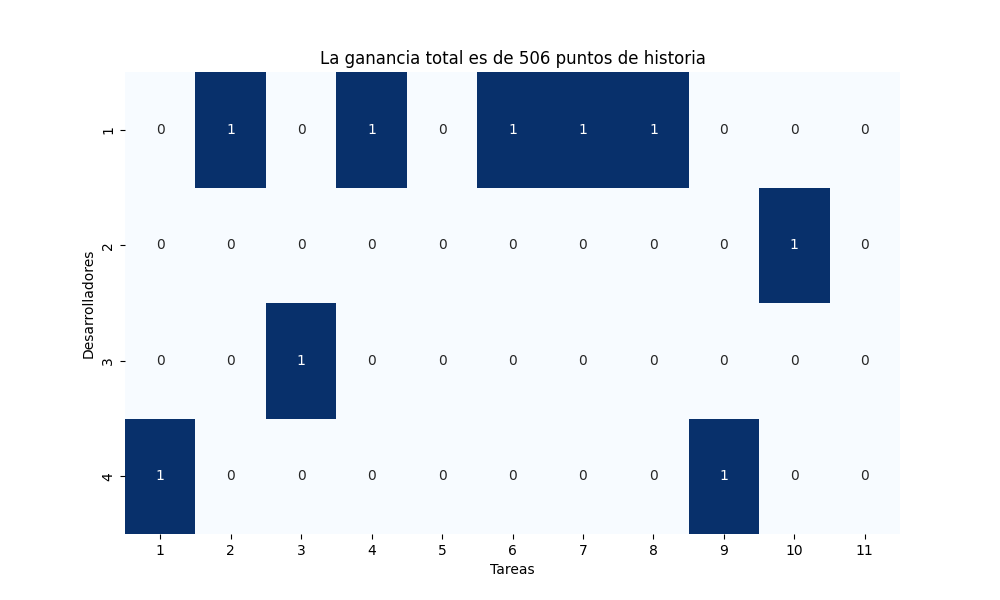 La ganancia total es de 506 puntos de historia
1 0 1 0 1 0 1 1 1 0 0 0
2 0 0 0 0 0 0 0 0 0 1 0
Desarrolladores
3 0 0 1 0 0 0 0 0 0 0 0
4 1 0 0 0 0 0 0 0 1 0 0
1 2 3 4 5 6 7 8 9 10 11
Tareas